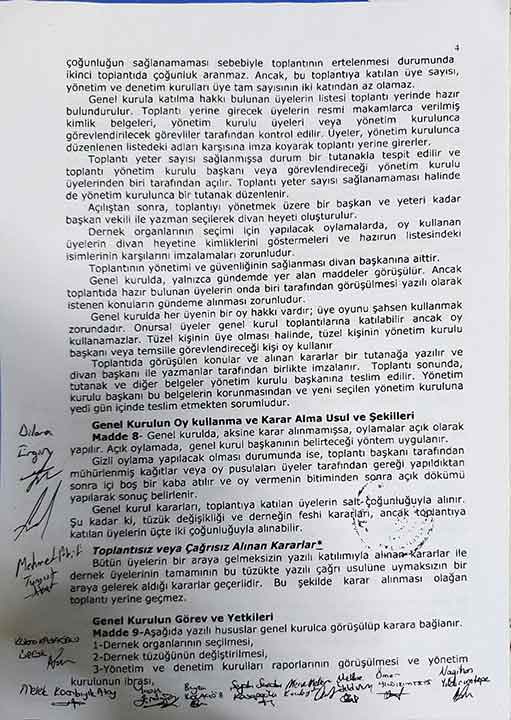 4
çoğunluğun sağlanamaması sebebiyle toplantının ertelenmesi durumunda
ikinci toplantıda çoğunluk aranmaz. Ancak, bu toplantıya katılan üye sayısı,
yönetim ve denetim kurulları üye tam sayısının iki katından az olamaz.
Genel kurula katılma hakkı bulunan üyelerin listesi toplantı yerinde hazır
bulundurulur. Toplantı yerine girecek üyelerin resmi makamlarca verilmiş
kimlik belgeleri, yönetim kurulu üyeleri veya yönetim kurulunca
görevlendirilecek görevliler tarafından kontrol edilir. Üyeler, yönetim kurulunca
düzenlenen listedeki adları karşısına imza koyarak toplantı yerine girerler.
Toplantı yeter sayısı sağlanmışsa durum bir tutanakla tespit edilir ve
toplantı yönetim kurulu başkanı veya görevlendireceği yönetim kurulu
üyelerinden biri tarafından açılır. Toplantı yeter sayısı sağlanamaması halinde
de yönetim kurulunca bir tutanak düzenlenir.
Açılıştan sonra, toplantıyı yönetmek üzere bir başkan ve yeteri kadar
başkan vekili ile yazman seçilerek divan heyeti oluşturulur.
Dernek organlarının seçimi için yapılacak oylamalarda, oy kullanan
üyelerin divan heyetine kimliklerini göstermeleri ve hazırun listesindeki
isimlerinin karşılarını imzalamaları zorunludur.
Toplantının yönetimi ve güvenliğinin sağlanması divan başkanına aittir.
Genel kurulda, yalnızca gündemde yer alan maddeler görüşülür. Ancak
toplantıda hazır bulunan üyelerin onda biri tarafından görüşülmesi yazılı olarak
istenen konuların gündeme alınması zorunludur.
Genel kurulda her üyenin bir oy hakkı vardır; üye oyunu şahsen kullanmak
zorundadır. Onursal üyeler genel kurul toplantılarına katılabilir ancak oy
kullanamazlar. Tüzel kişinin üye olması halinde, tüzel kişinin yönetim kurulu
başkanı veya temsille görevlendireceği kişi oy kullanır
Toplantıda görüşülen konular ve alınan kararlar bir tutanağa yazılır ve
divan başkanı ile yazmanlar tarafından birlikte imzalanır. Toplantı sonunda,
tutanak ve diğer belgeler yönetim kurulu başkanına teslim edilir. Yönetim
kurulu başkanı bu belgelerin korunmasından ve yeni seçilen yönetim kuruluna
yedi gün içinde teslim etmekten sorumludur.
Genel Kurulun Oy kullanma ve Karar Alma Usul ve Şekilleri
Madde 8- Genel kurulda, aksine karar alınmamışsa, oylamalar açık olarak
yapılır. Açık oylamada, genel kurul başkanının belirteceği yöntem uygulanır.
Gizli oylama yapılacak olması durumunda ise, toplantı başkanı tarafından
mühürlenmiş kağıtlar veya oy pusulaları üyeler tarafından gereği yapıldıktan
sonra içi boş bir kaba atılır ve oy vermenin bitiminden sonra açık dökümü
yapılarak sonuç belirlenir.
Genel kurul kararları, toplantıya katılan üyelerin salt çoğunluğuyla alınır.
Şu kadar ki, tüzük değişikliği ve derneğin feshi kararları, ancak toplantıya
katılan üyelerin üçte iki çoğunluğuyla alınabilir.
Toplantısız veya Çağrısız Alınan Kararlar*
Bütün üyelerin bir araya gelmeksizin yazılı katılımıyla alınan kararlar ile
dernek üyelerinin tamamının bu tüzükte yazılı çağrı usulüne uymaksızın bir
araya gelerek aldığı kararlar geçerlidir. Bu şekilde karar alınması olağan
toplantı yerine geçmez.
Genel Kurulun Görev ve Yetkileri
Madde 9-Aşağıda yazılı hususlar genel kurulca görüşülüp karara bağlanır.
1-Dernek organlarının seçilmesi,
2-Dernek tüzüğünün değiştirilmesi,
3-Yönetim ve denetim kurulları raporlarının görüşülmesi ve yönetim
kurulunun ibrası,
Dilara
Ergün
Mehmet Akif
Melek
Ömer
Nagihan